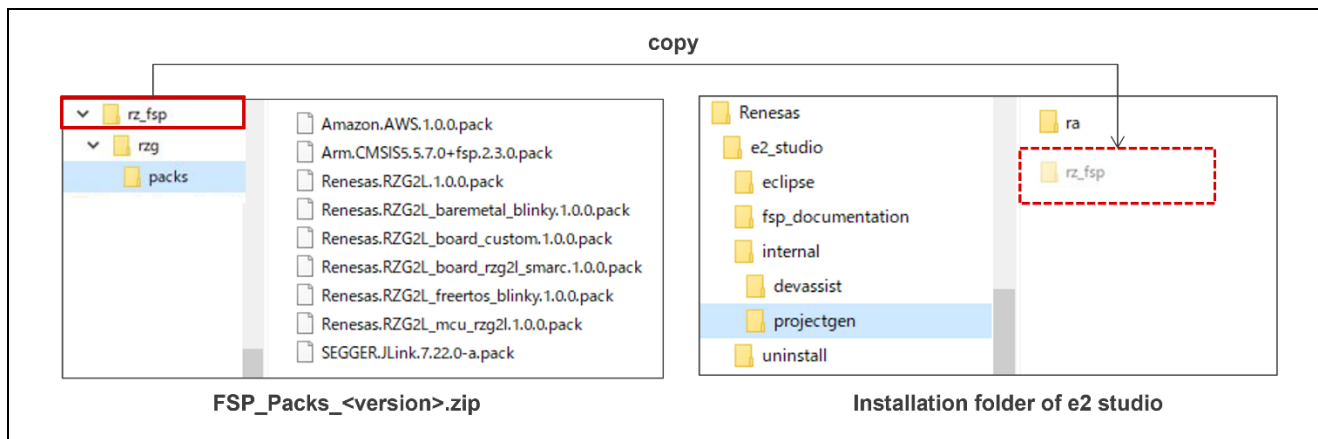 copy
rz_fsp
rzg
packs
Amazon.AWS.1.0.0.pack
Arm.CMSIS5.5.7.0+fsp.2.3.0.pack
Renesas.RZG2L.1.0.0.pack
Renesas.RZG2L_baremetal_blinky.1.0.0.pack
Renesas.RZG2L_board_custom.1.0.0.pack
Renesas.RZG2L_board_rzg2l_smarc.1.0.0.pack
Renesas.RZG2L_freertos_blinky.1.0.0.pack
Renesas.RZG2L_mcu_rzg2l.1.0.0.pack
SEGGER.JLink.7.22.0-a.pack
FSP_Packs_<version>.zip
Renesas
e2_studio
eclipse
fsp_documentation
internal
devassist
projectgen
uninstall
ra
rz_fsp
Installation folder of e2 studio